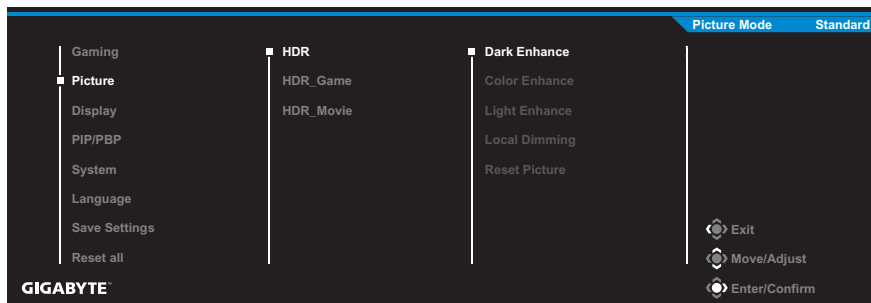 Picture Mode Standard
Gaming HDR Dark Enhance
Picture HDR_Game Color Enhance
Display HDR_Movie Light Enhance
PIP/PBP Local Dimming
System Reset Picture
Language
Save Settings Exit
Reset all Move/Adjust
GIGABYTE™ Enter/Confirm